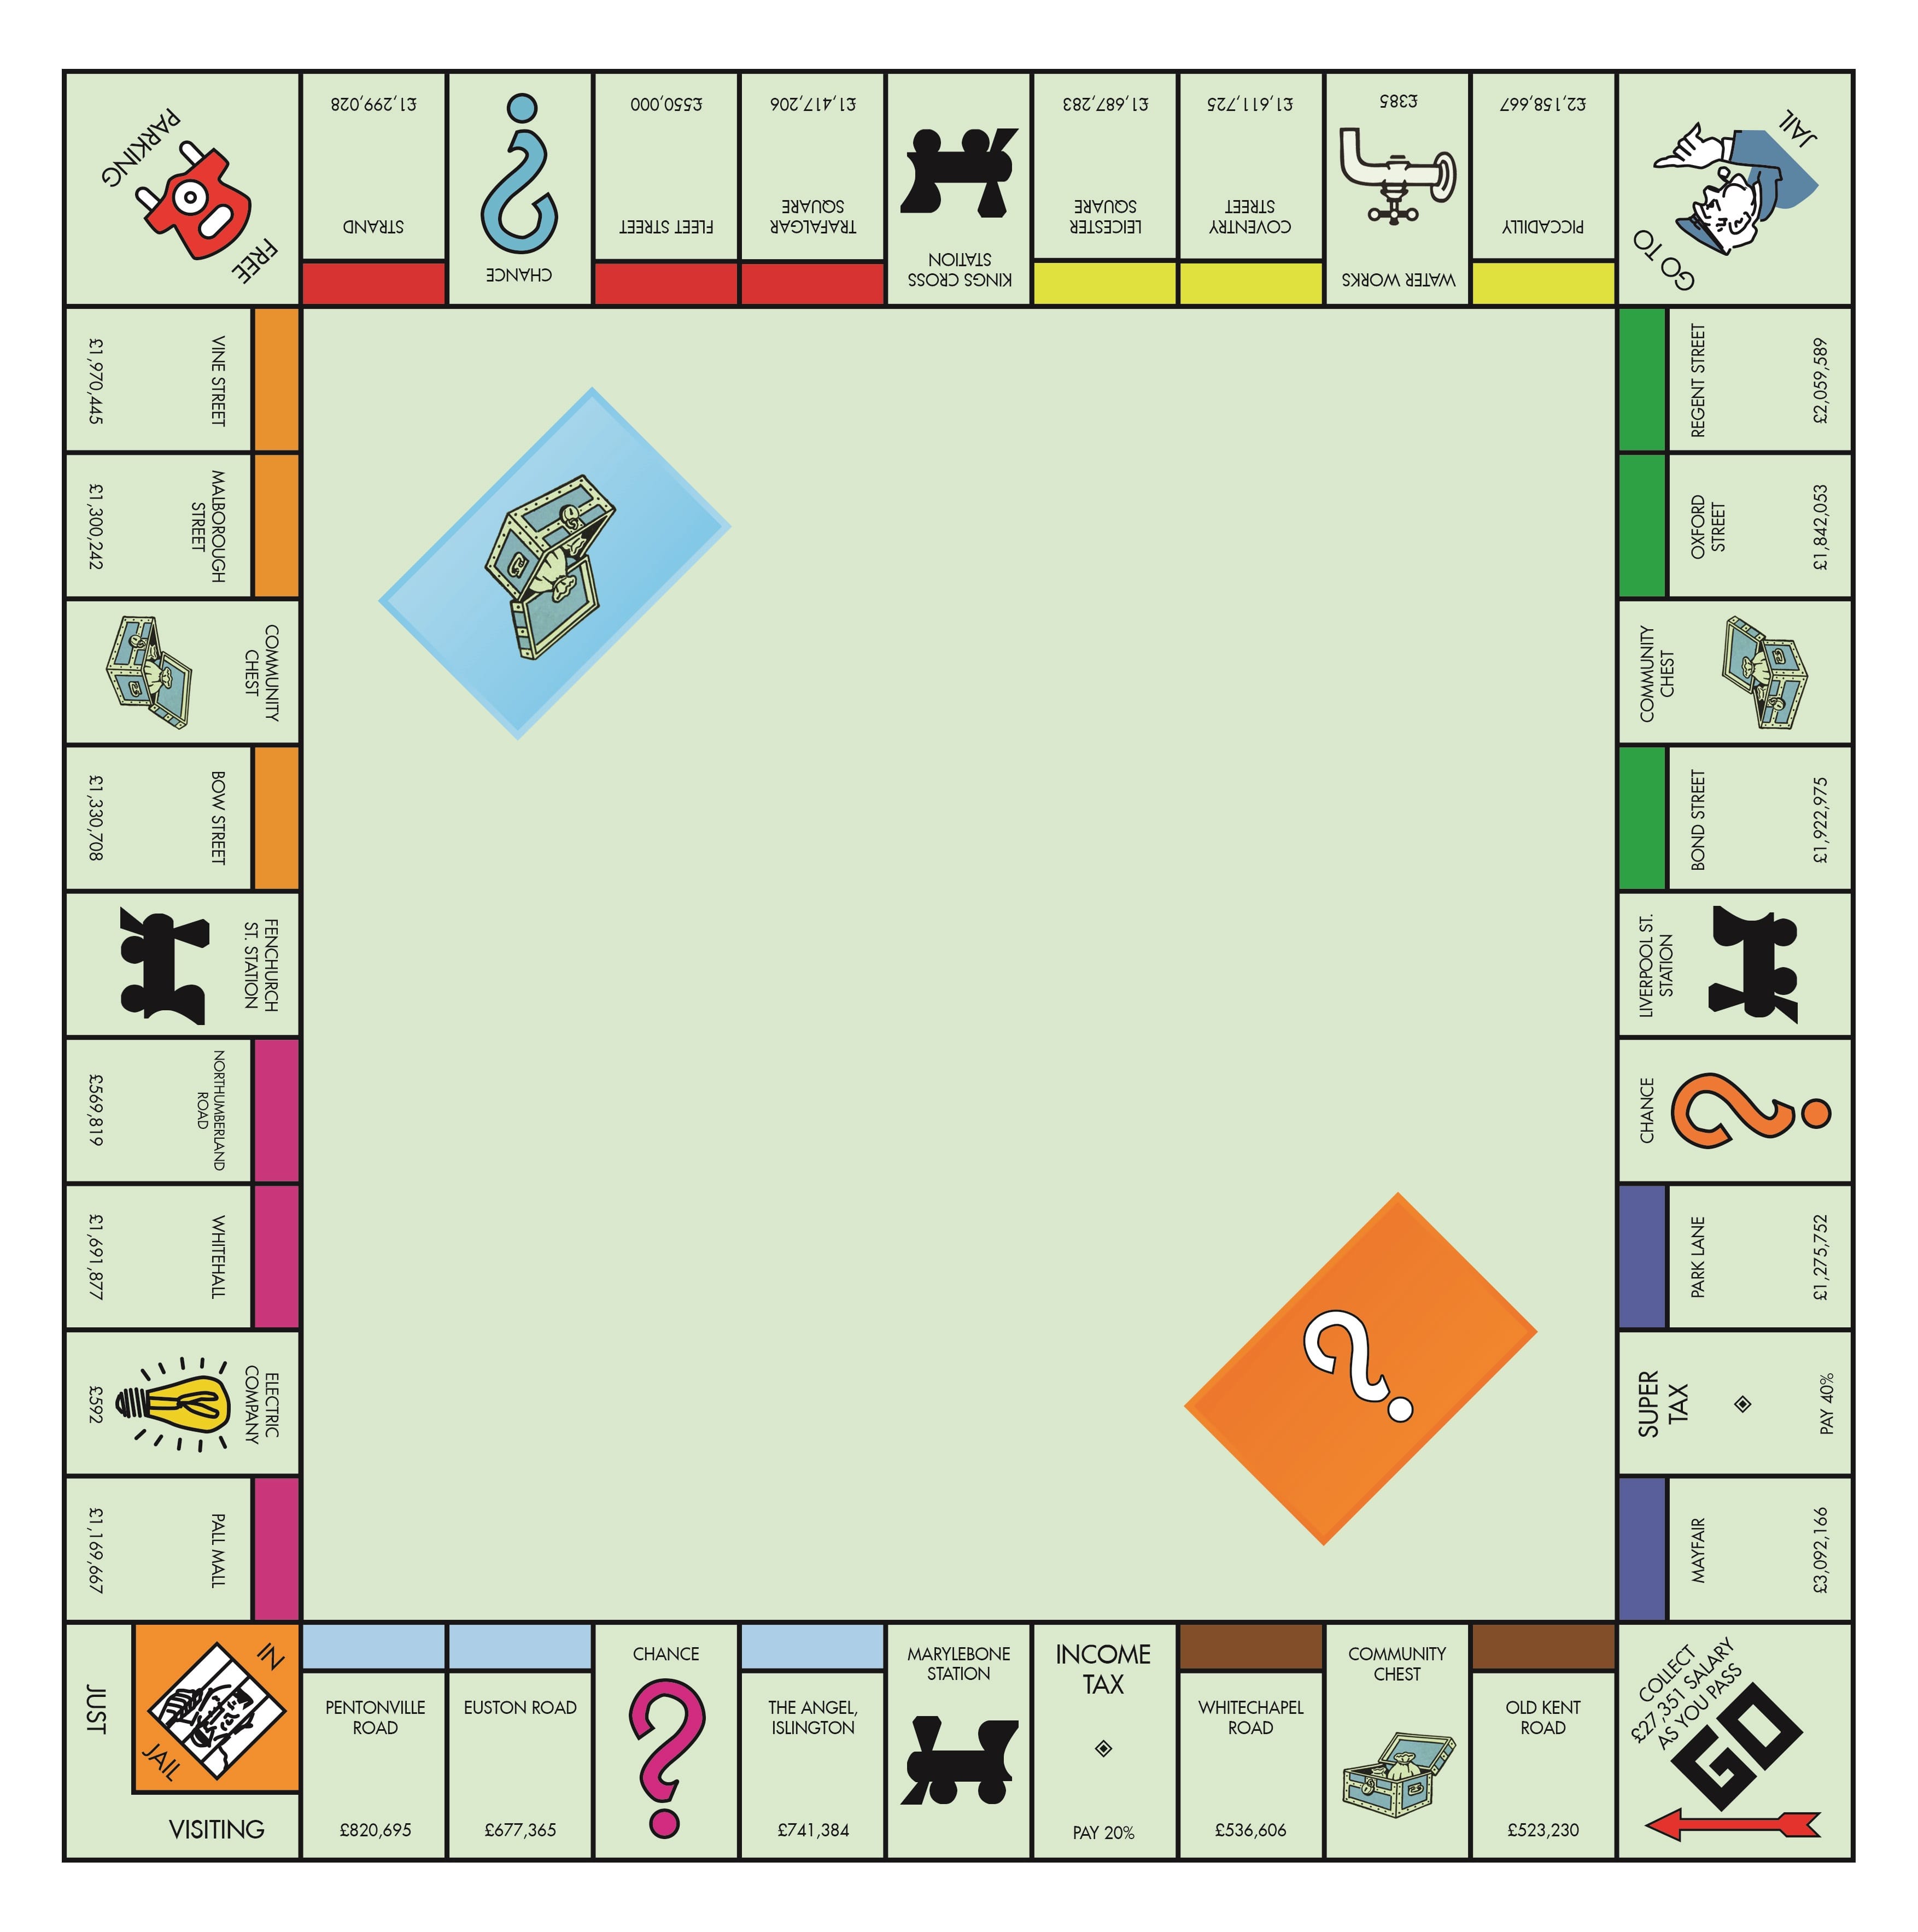 COLLECT
£27,351 SALARY
AS YOU PASS
GO
OLD KENT
ROAD
£523,230
COMMUNITY
CHEST
WHITECHAPEL
ROAD
£536,606
INCOME
TAX
PAY 20%
MARYLEBONE
STATION
THE ANGEL,
ISLINGTON
£741,384
CHANCE
?
EUSTON ROAD
£677,365
PENTONVILLE
ROAD
£820,695
IN
JAIL
JUST
VISITING
PALL MALL
£1,169,667
ELECTRIC
COMPANY
£592
WHITEHALL
£1,691,877
NORTHUMBERLAND
ROAD
£569,819
FENCHURCH
ST. STATION
BOW STREET
£1,330,708
COMMUNITY
CHEST
MALBOROUGH
STREET
£1,300,242
VINE STREET
£1,970,445
FREE
PARKING
STRAND
£1,299,028
CHANCE
?
FLEET STREET
£550,000
TRAFALGAR
SQUARE
£1,417,206
KINGS CROSS
STATION
LEICESTER
SQUARE
£1,687,283
COVENTRY
STREET
£1,611,725
WATER WORKS
£385
PICCADILLY
£2,158,667
GO TO
JAIL
REGENT STREET
£2,059,589
OXFORD
STREET
£1,842,053
COMMUNITY
CHEST
BOND STREET
£1,922,975
LIVERPOOL ST.
STATION
CHANCE
?
PARK LANE
£1,275,752
SUPER
TAX
PAY 40%
MAYFAIR
£3,092,166
?